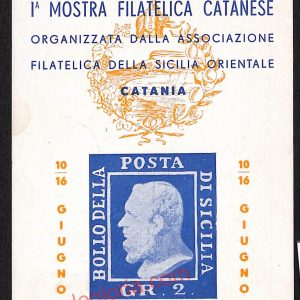 Iᴬ MOSTRA FILATELICA CATANESE
ORGANIZZATA DALLA ASSOCIAZIONE
FILATELICA DELLA SICILIA ORIENTALE
CATANIA
10
16
GIUGNO
BOLLO DELLA
POSTA
DI SICILIA
GR. 2.
10
16
GIUGNO